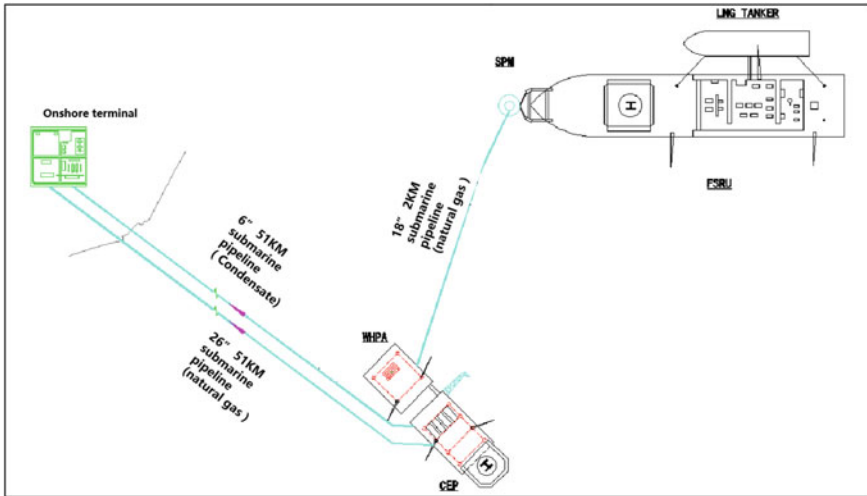 LNG TANKER
SPM
H
Onshore terminal
FSRU
18" 2KM
submarine
pipeline
(natural gas )
6" 51KM
submarine
pipeline
( Condensate)
26" 51KM
submarine
pipeline
(natural gas )
WHPA
H
CEP